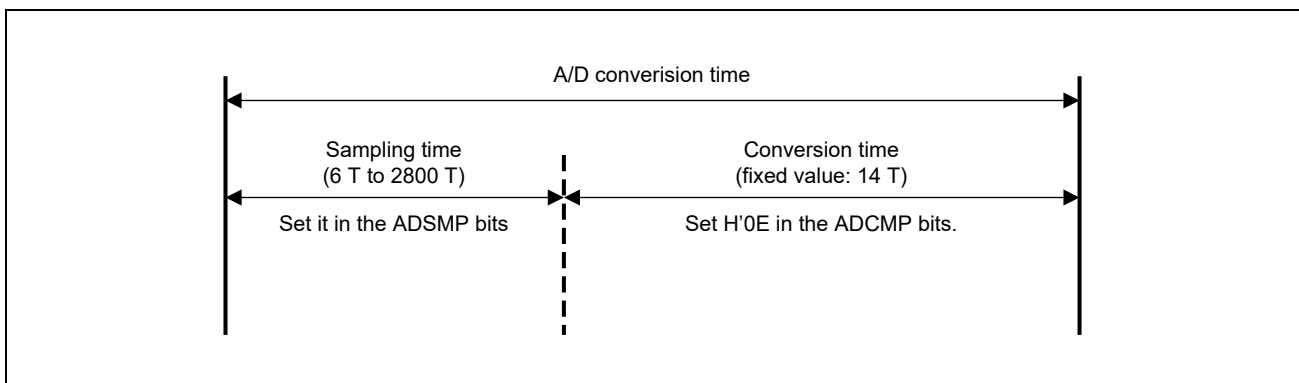 A/D converision time
Sampling time
(6 T to 2800 T)
Conversion time
(fixed value: 14 T)
Set it in the ADSMP bits
Set H'0E in the ADCMP bits.